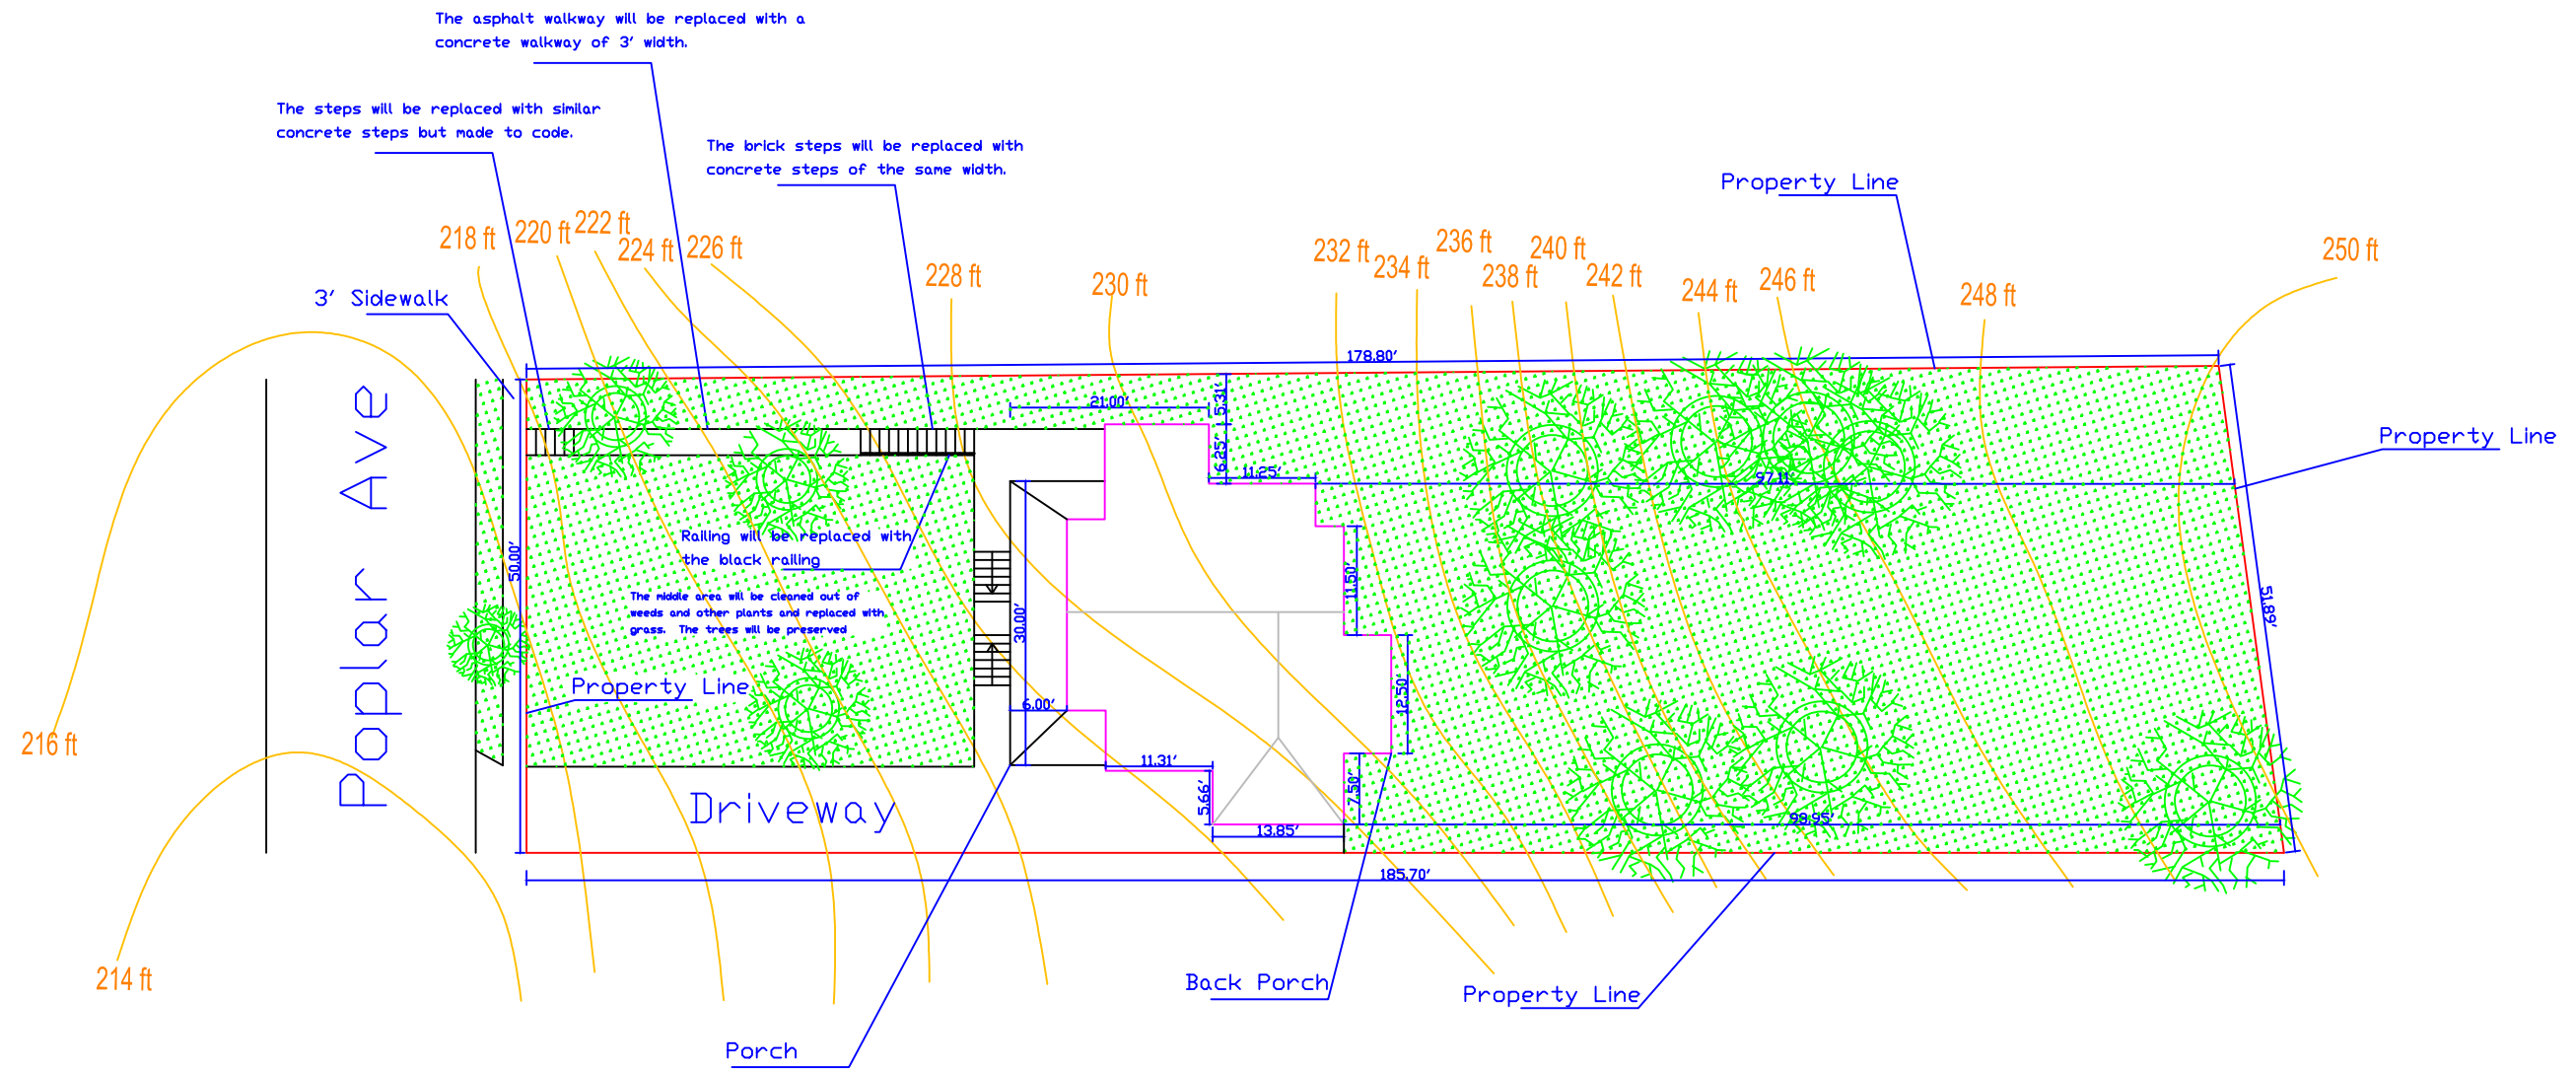 The asphalt walkway will be replaced with a
concrete walkway of 3' width.
The steps will be replaced with similar
concrete steps but made to code.
The brick steps will be replaced with
concrete steps of the same width.
Property Line
218 ft
220 ft
222 ft
224 ft
226 ft
228 ft
230 ft
232 ft
234 ft
236 ft
238 ft
240 ft
242 ft
244 ft
246 ft
248 ft
250 ft
3' Sidewalk
178.80'
21.00'
5.31'
6.25'
11.25'
97.11'
Property Line
Poplar Ave
50.00'
Railing will be replaced with
the black railing
The middle area will be cleaned out of
weeds and other plants and replaced with
grass. The trees will be preserved
30.00'
11.50'
51.89'
Property Line
6.00'
12.50'
216 ft
11.31'
5.66'
7.50'
Driveway
13.85'
185.70'
214 ft
Back Porch
Property Line
Porch